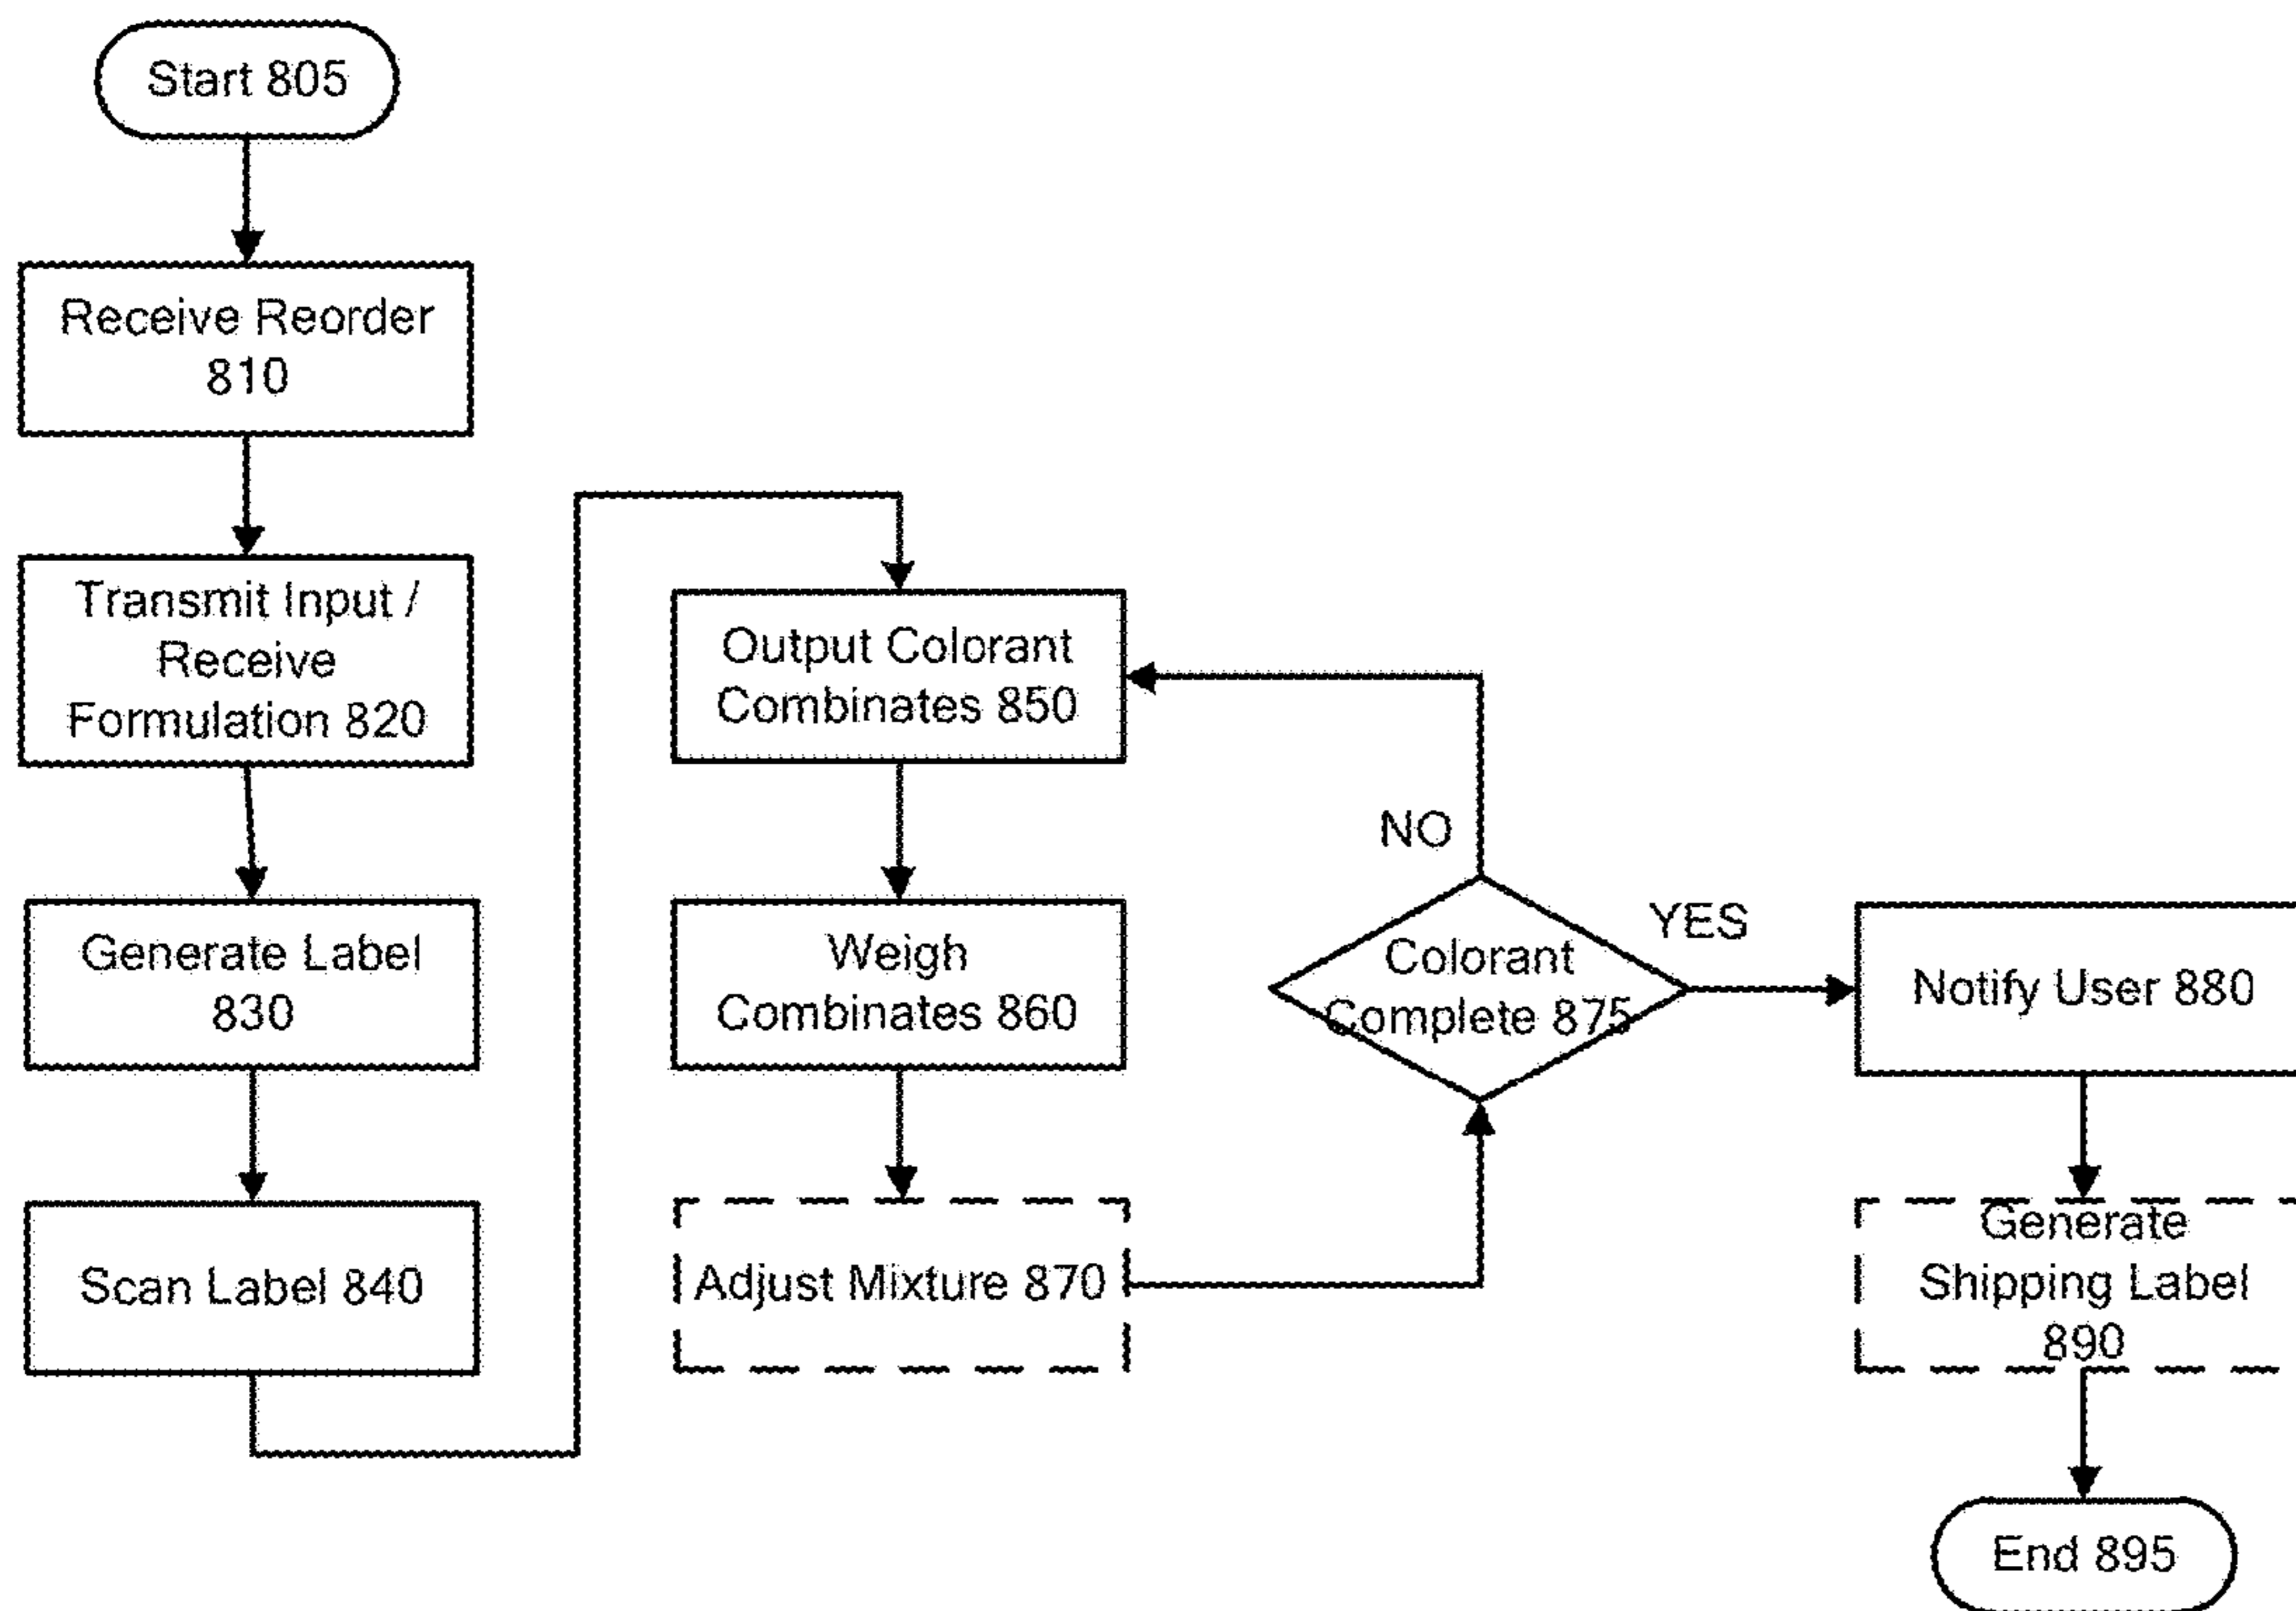 Start 805
Receive Reorder
810
Transmit Input /
Receive
Formulation 820
Generate Label
830
Scan Label 840
Output Colorant
Combinates 850
Weigh
Combinates 860
Adjust Mixture 870
NO
Colorant
Complete 875
YES
Notify User 880
Generate
Shipping Label
890
End 895